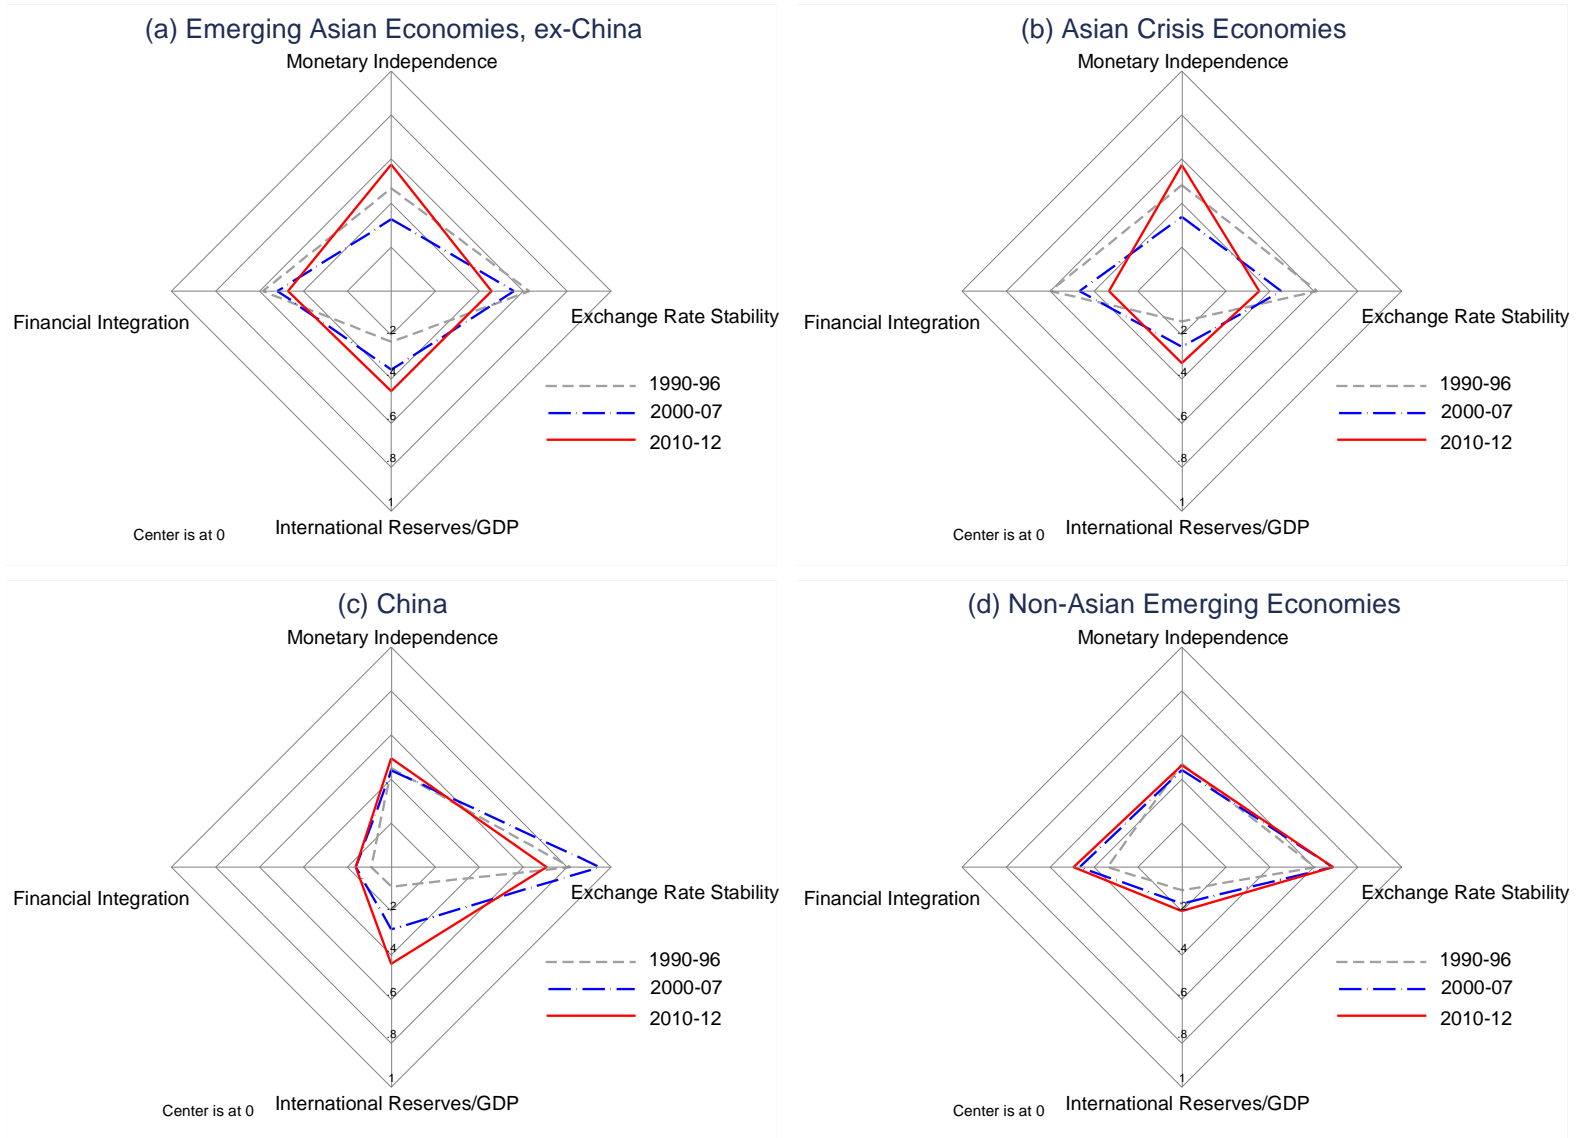 (a) Emerging Asian Economies, ex-China
Monetary Independence
Financial Integration
Exchange Rate Stability
.2
.4
.6
.8
1
1990-96
2000-07
2010-12
International Reserves/GDP
Center is at 0
(b) Asian Crisis Economies
Monetary Independence
Financial Integration
Exchange Rate Stability
.2
.4
.6
.8
1
1990-96
2000-07
2010-12
International Reserves/GDP
Center is at 0
(c) China
Monetary Independence
Financial Integration
Exchange Rate Stability
.2
.4
.6
.8
1
1990-96
2000-07
2010-12
International Reserves/GDP
Center is at 0
(d) Non-Asian Emerging Economies
Monetary Independence
Financial Integration
Exchange Rate Stability
.2
.4
.6
.8
1
1990-96
2000-07
2010-12
International Reserves/GDP
Center is at 0